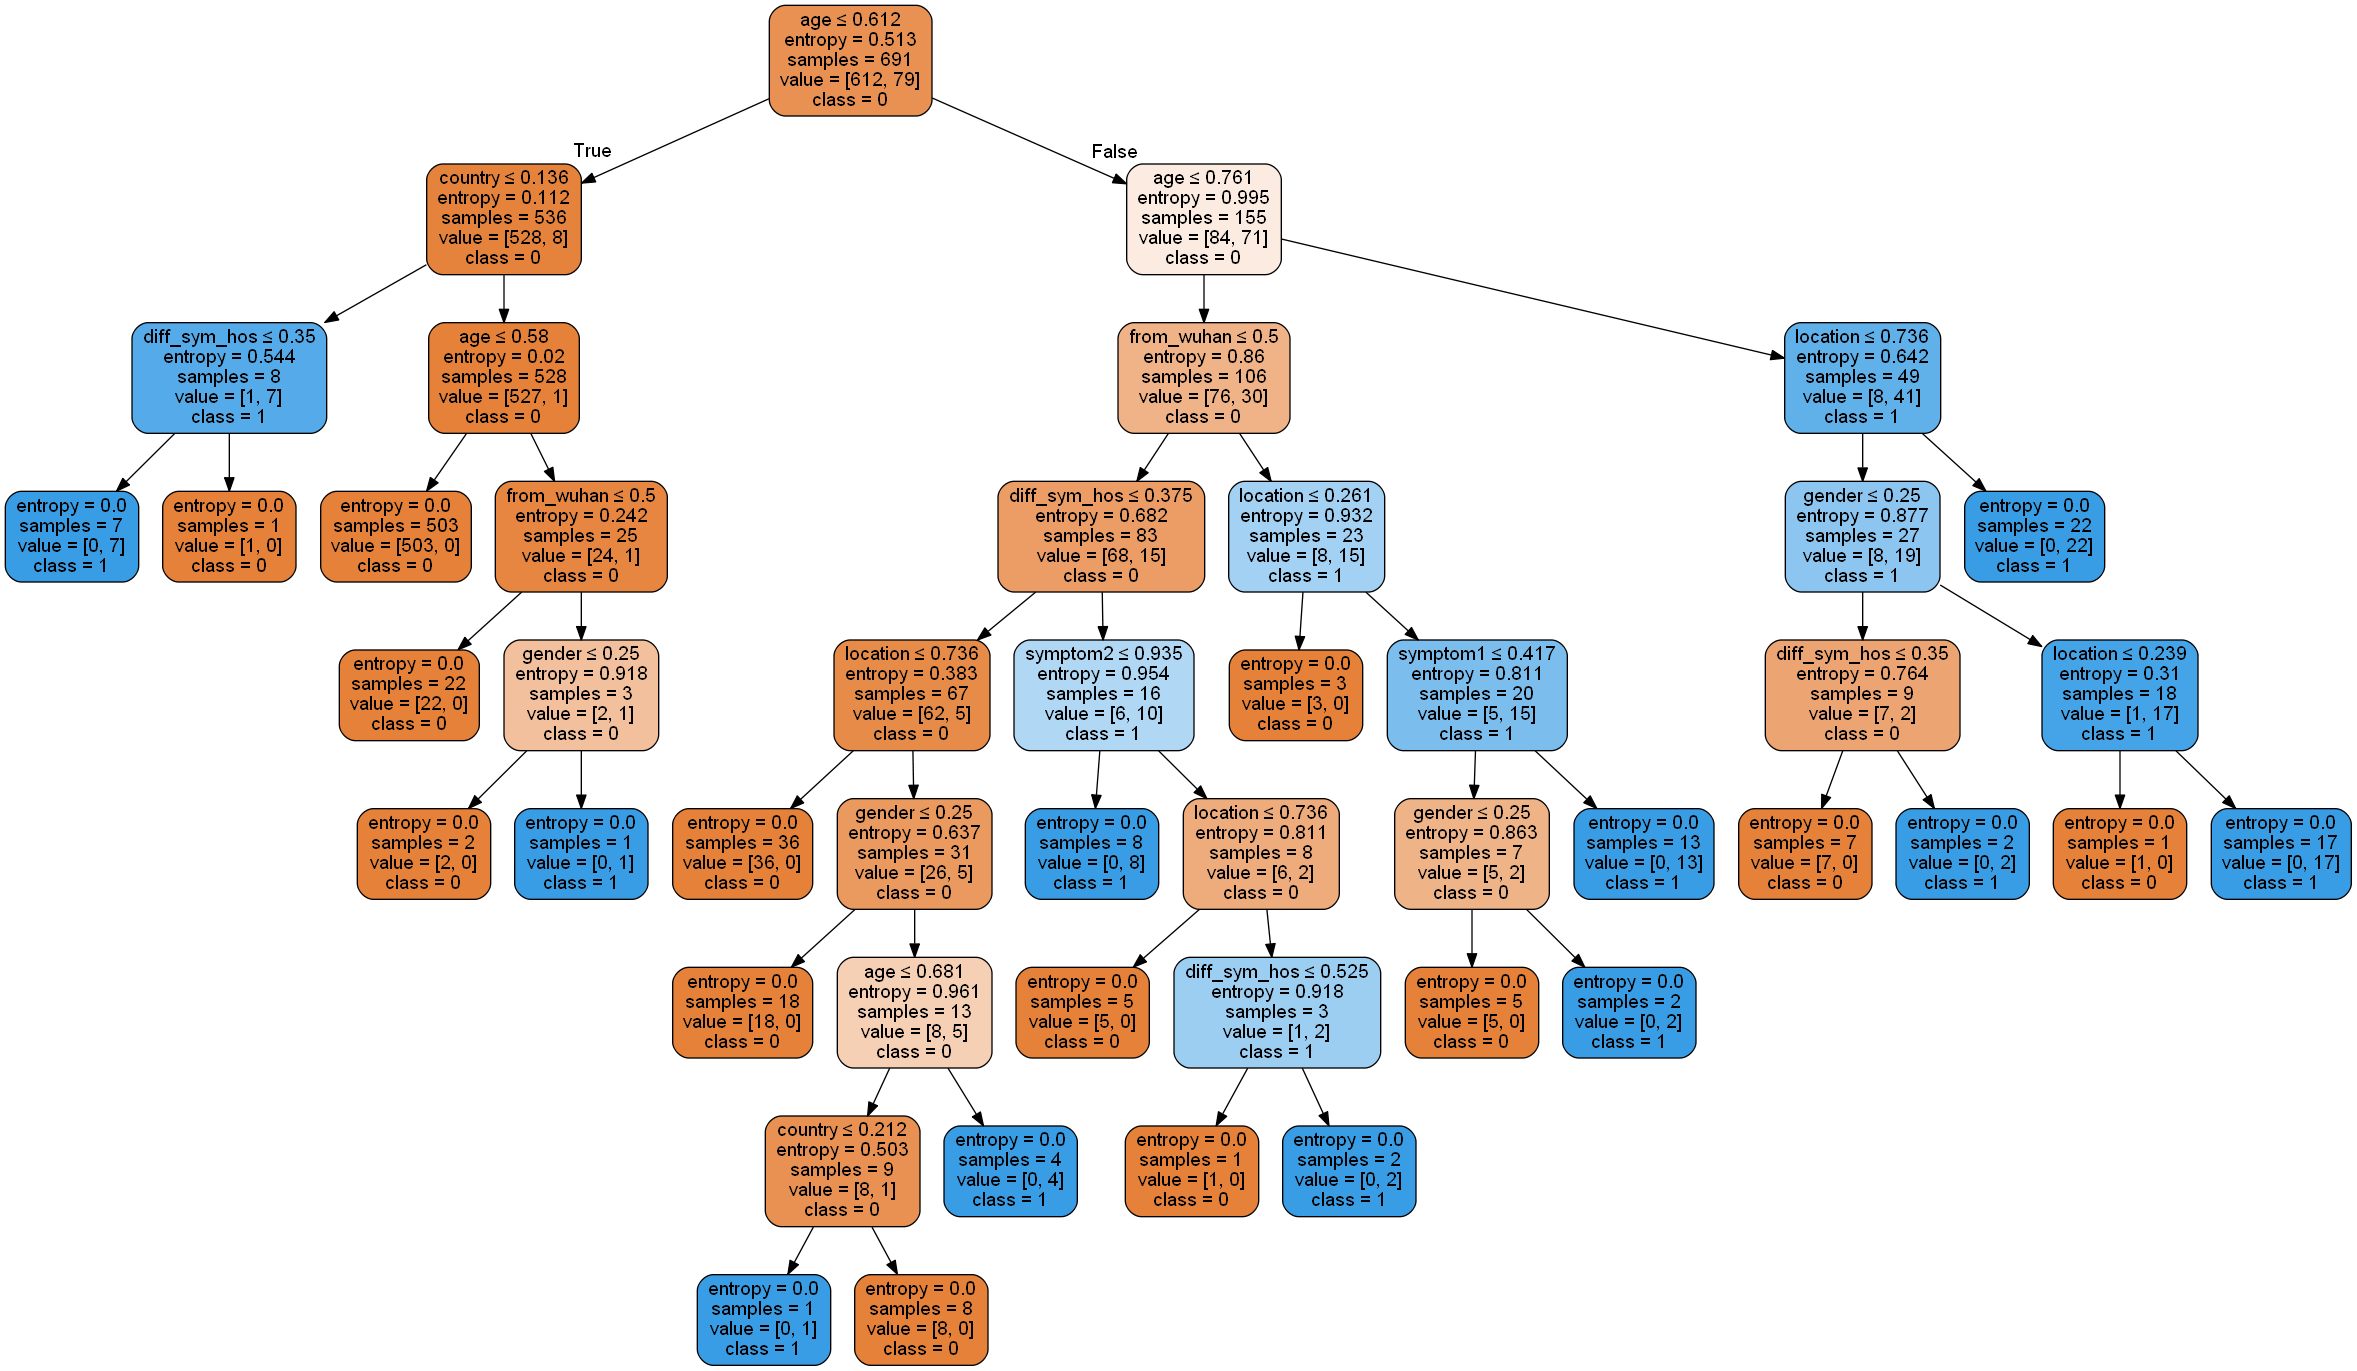 age ≤ 0.612
entropy = 0.513
samples = 691
value = [612, 79]
class = 0
True
False
country ≤ 0.136
entropy = 0.112
samples = 536
value = [528, 8]
class = 0
age ≤ 0.761
entropy = 0.995
samples = 155
value = [84, 71]
class = 0
diff_sym_hos ≤ 0.35
entropy = 0.544
samples = 8
value = [1, 7]
class = 1
age ≤ 0.58
entropy = 0.02
samples = 528
value = [527, 1]
class = 0
from_wuhan ≤ 0.5
entropy = 0.86
samples = 106
value = [76, 30]
class = 0
location ≤ 0.736
entropy = 0.642
samples = 49
value = [8, 41]
class = 1
entropy = 0.0
samples = 7
value = [0, 7]
class = 1
entropy = 0.0
samples = 1
value = [1, 0]
class = 0
entropy = 0.0
samples = 503
value = [503, 0]
class = 0
from_wuhan ≤ 0.5
entropy = 0.242
samples = 25
value = [24, 1]
class = 0
diff_sym_hos ≤ 0.375
entropy = 0.682
samples = 83
value = [68, 15]
class = 0
location ≤ 0.261
entropy = 0.932
samples = 23
value = [8, 15]
class = 1
gender ≤ 0.25
entropy = 0.877
samples = 27
value = [8, 19]
class = 1
entropy = 0.0
samples = 22
value = [0, 22]
class = 1
entropy = 0.0
samples = 22
value = [22, 0]
class = 0
gender ≤ 0.25
entropy = 0.918
samples = 3
value = [2, 1]
class = 0
location ≤ 0.736
entropy = 0.383
samples = 67
value = [62, 5]
class = 0
symptom2 ≤ 0.935
entropy = 0.954
samples = 16
value = [6, 10]
class = 1
entropy = 0.0
samples = 3
value = [3, 0]
class = 0
symptom1 ≤ 0.417
entropy = 0.811
samples = 20
value = [5, 15]
class = 1
diff_sym_hos ≤ 0.35
entropy = 0.764
samples = 9
value = [7, 2]
class = 0
location ≤ 0.239
entropy = 0.31
samples = 18
value = [1, 17]
class = 1
entropy = 0.0
samples = 2
value = [2, 0]
class = 0
entropy = 0.0
samples = 1
value = [0, 1]
class = 1
entropy = 0.0
samples = 36
value = [36, 0]
class = 0
gender ≤ 0.25
entropy = 0.637
samples = 31
value = [26, 5]
class = 0
entropy = 0.0
samples = 8
value = [0, 8]
class = 1
location ≤ 0.736
entropy = 0.811
samples = 8
value = [6, 2]
class = 0
gender ≤ 0.25
entropy = 0.863
samples = 7
value = [5, 2]
class = 0
entropy = 0.0
samples = 13
value = [0, 13]
class = 1
entropy = 0.0
samples = 7
value = [7, 0]
class = 0
entropy = 0.0
samples = 2
value = [0, 2]
class = 1
entropy = 0.0
samples = 1
value = [1, 0]
class = 0
entropy = 0.0
samples = 17
value = [0, 17]
class = 1
entropy = 0.0
samples = 18
value = [18, 0]
class = 0
age ≤ 0.681
entropy = 0.961
samples = 13
value = [8, 5]
class = 0
entropy = 0.0
samples = 5
value = [5, 0]
class = 0
diff_sym_hos ≤ 0.525
entropy = 0.918
samples = 3
value = [1, 2]
class = 1
entropy = 0.0
samples = 5
value = [5, 0]
class = 0
entropy = 0.0
samples = 2
value = [0, 2]
class = 1
country ≤ 0.212
entropy = 0.503
samples = 9
value = [8, 1]
class = 0
entropy = 0.0
samples = 4
value = [0, 4]
class = 1
entropy = 0.0
samples = 1
value = [1, 0]
class = 0
entropy = 0.0
samples = 2
value = [0, 2]
class = 1
entropy = 0.0
samples = 1
value = [0, 1]
class = 1
entropy = 0.0
samples = 8
value = [8, 0]
class = 0